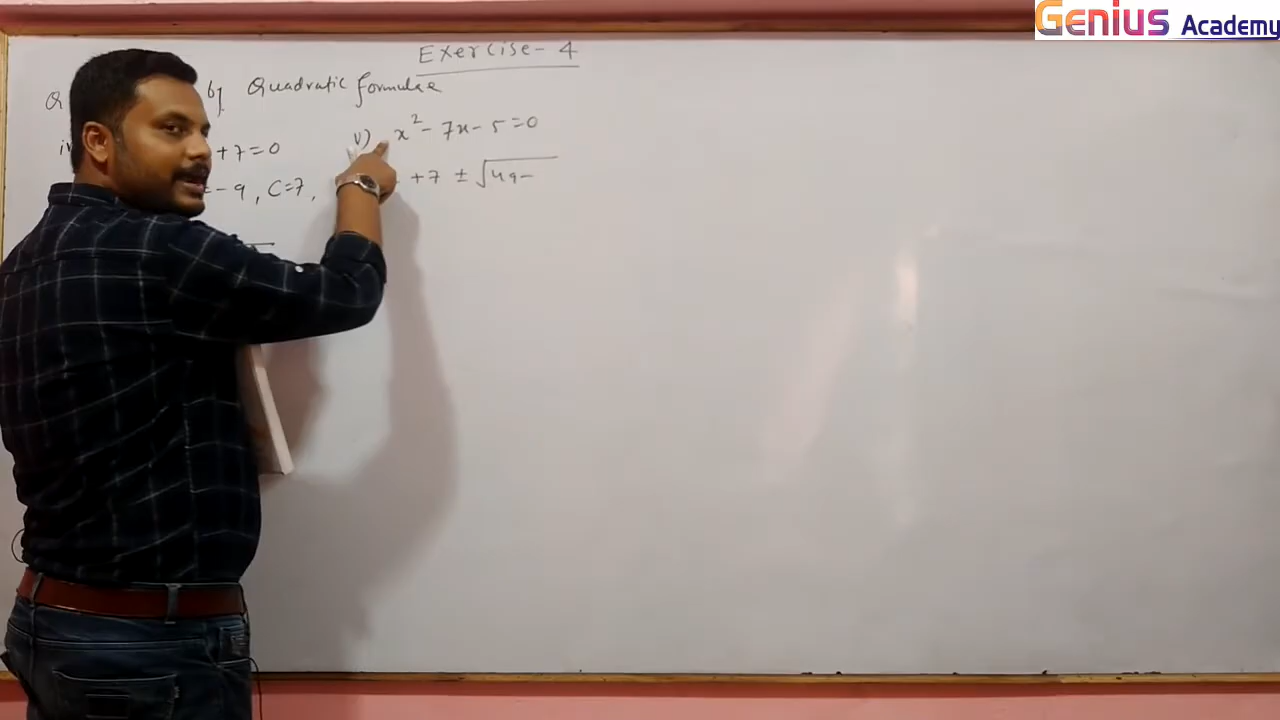 Genius Academy
Exercise - 4
by Quadratic formulae
+ 7 = 0
= - 9 , C = 7 ,
v) x² - 7x - 5 = 0
+ 7 ± √49 -